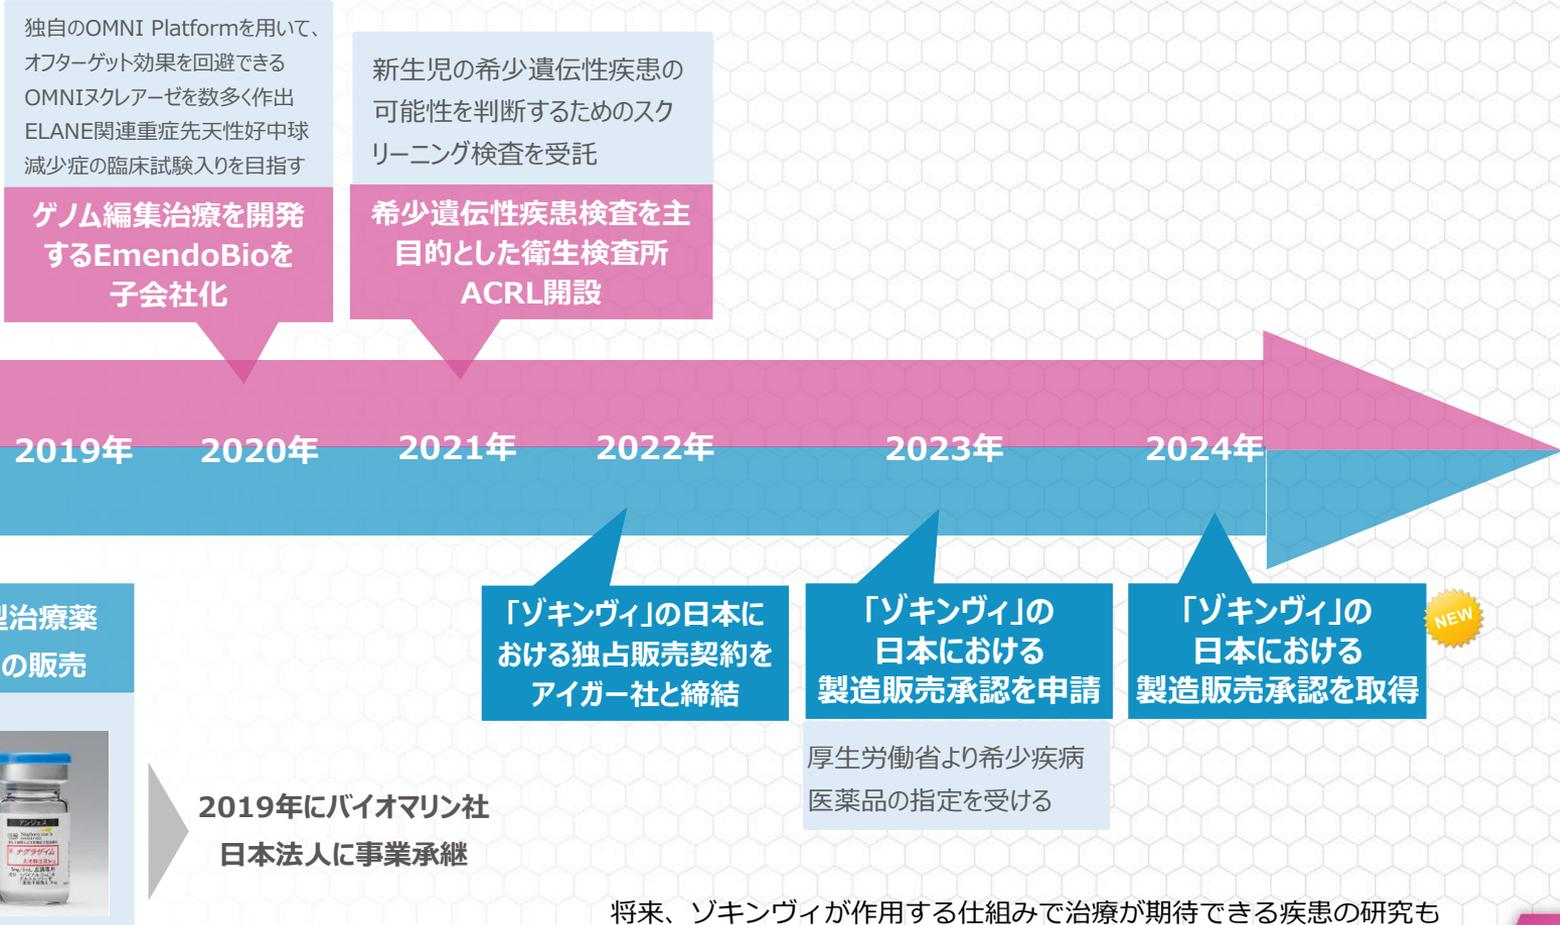 独自のOMNI Platformを用いて、
オフターゲット効果を回避できる
OMNIヌクレアーゼを数多く作出
ELANE関連重症先天性好中球
減少症の臨床試験入りを目指す
ゲノム編集治療を開発
するEmendoBioを
子会社化
新生児の希少遺伝性疾患の
可能性を判断するためのスク
リーニング検査を受託
希少遺伝性疾患検査を主
目的とした衛生検査所
ACRL開設
2019年
2020年
2021年
2022年
2023年
2024年
型治療薬
の販売
アンジェス
ナグラザイム
2019年にバイオマリン社
日本法人に事業承継
「ゾキンヴィ」の日本に
おける独占販売契約を
アイガー社と締結
「ゾキンヴィ」の
日本における
製造販売承認を申請
厚生労働省より希少疾病
医薬品の指定を受ける
「ゾキンヴィ」の
日本における
製造販売承認を取得
NEW
将来、ゾキンヴィが作用する仕組みで治療が期待できる疾患の研究も